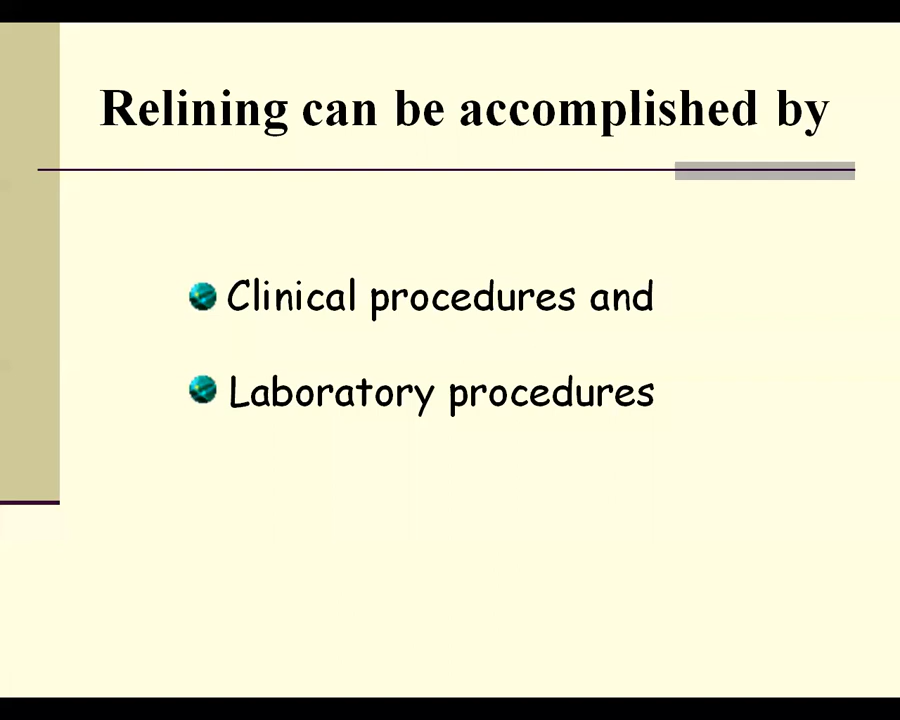 Relining can be accomplished by
Clinical procedures and
Laboratory procedures